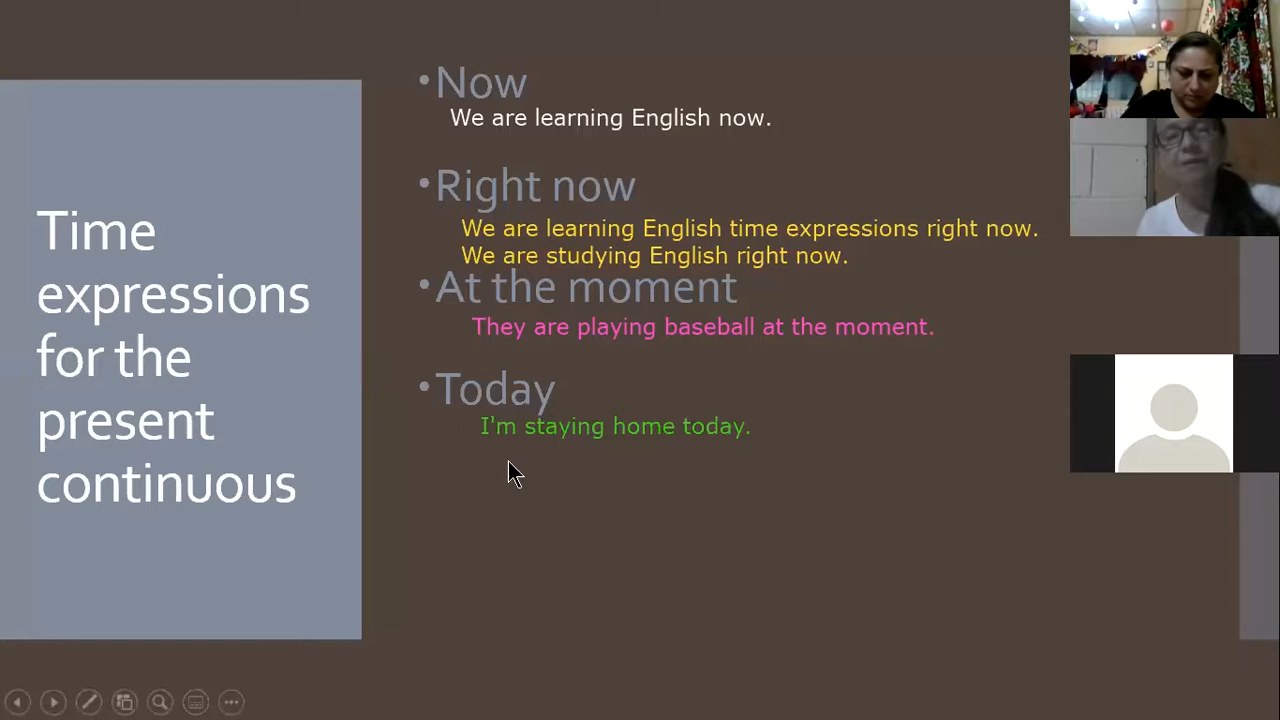 Time
expressions
for the
present
continuous
•Now
We are learning English now.
•Right now
We are learning English time expressions right now.
We are studying English right now.
•At the moment
They are playing baseball at the moment.
•Today
I'm staying home today.